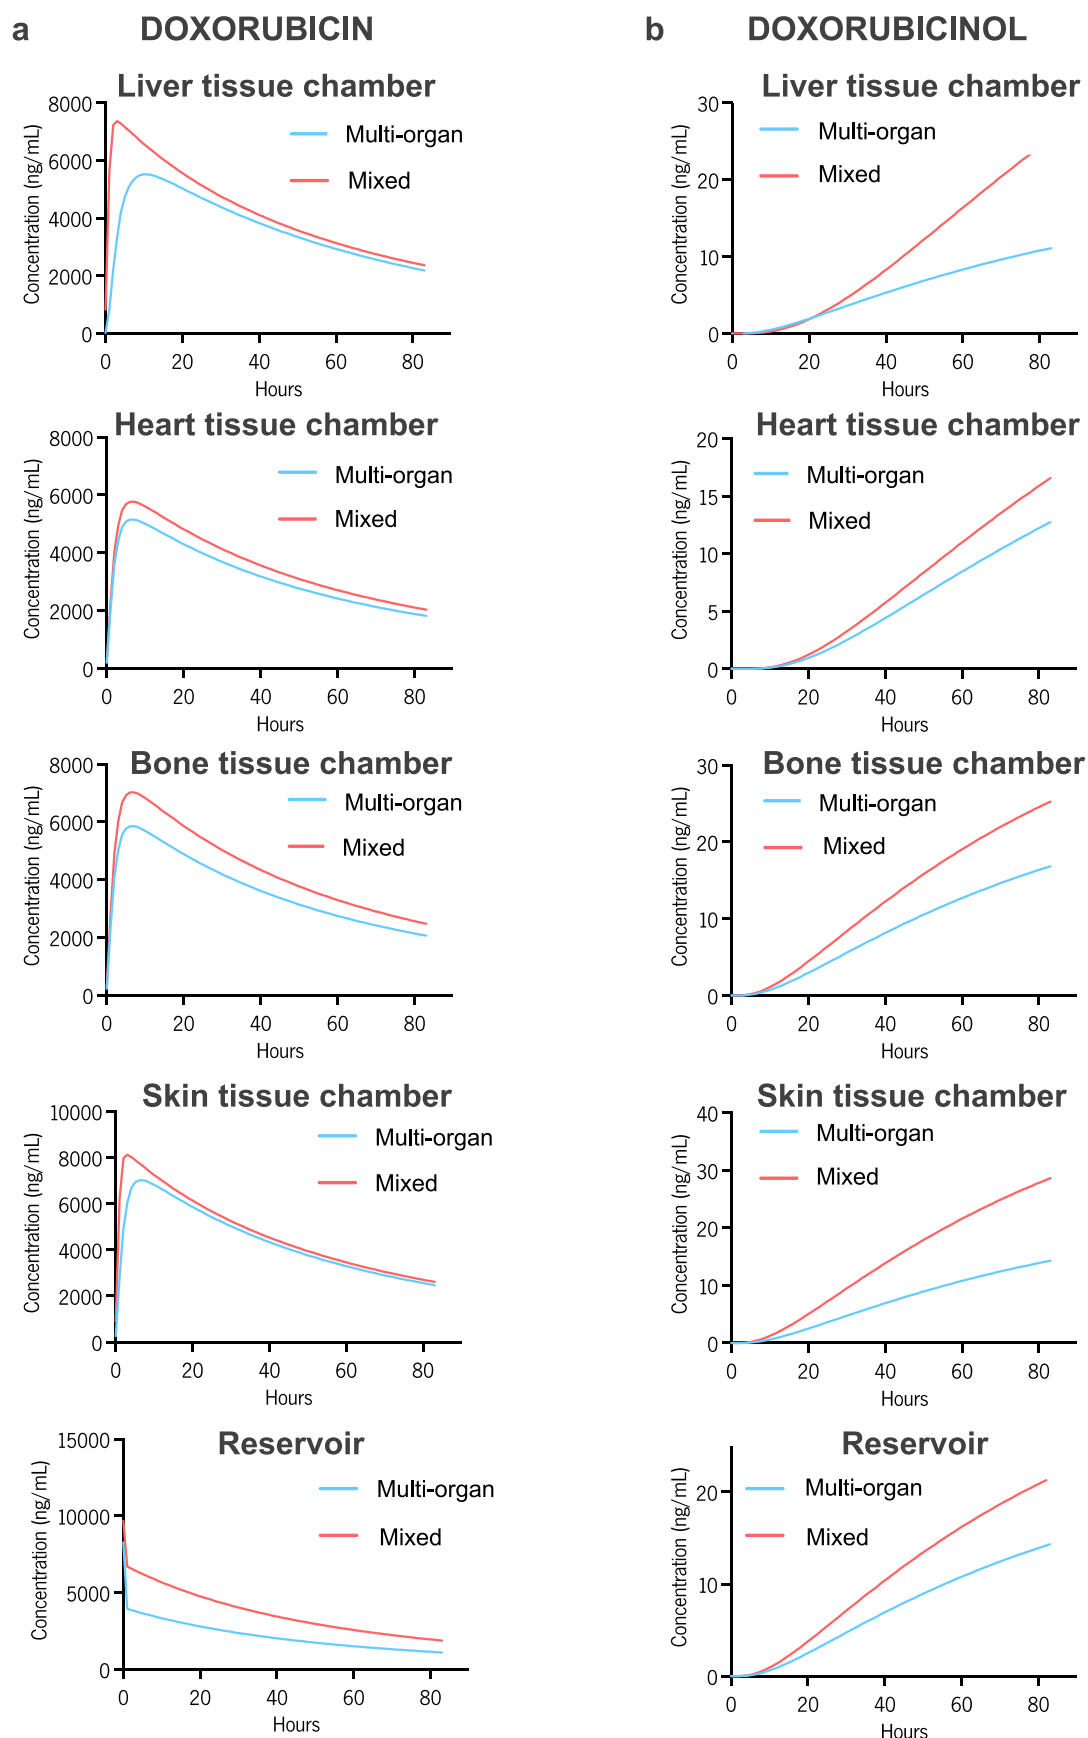 a DOXORUBICIN
b DOXORUBICINOL
Liver tissue chamber
Concentration (ng/mL)
8000
6000
4000
2000
0
Multi-organ
Mixed
0 20 40 60 80
Hours
Liver tissue chamber
Concentration (ng/mL)
30
20
10
0
Multi-organ
Mixed
0 20 40 60 80
Hours
Heart tissue chamber
Concentration (ng/mL)
8000
6000
4000
2000
0
Multi-organ
Mixed
0 20 40 60 80
Hours
Heart tissue chamber
Concentration (ng/mL)
20
15
10
5
0
Multi-organ
Mixed
0 20 40 60 80
Hours
Bone tissue chamber
Concentration (ng/mL)
8000
6000
4000
2000
0
Multi-organ
Mixed
0 20 40 60 80
Hours
Bone tissue chamber
Concentration (ng/mL)
30
20
10
0
Multi-organ
Mixed
0 20 40 60 80
Hours
Skin tissue chamber
Concentration (ng/mL)
10000
8000
6000
4000
2000
0
Multi-organ
Mixed
0 20 40 60 80
Hours
Skin tissue chamber
Concentration (ng/mL)
40
30
20
10
0
Multi-organ
Mixed
0 20 40 60 80
Hours
Reservoir
Concentration (ng/mL)
15000
10000
5000
0
Multi-organ
Mixed
0 20 40 60 80
Hours
Reservoir
Concentration (ng/mL)
20
10
0
Multi-organ
Mixed
0 20 40 60 80
Hours